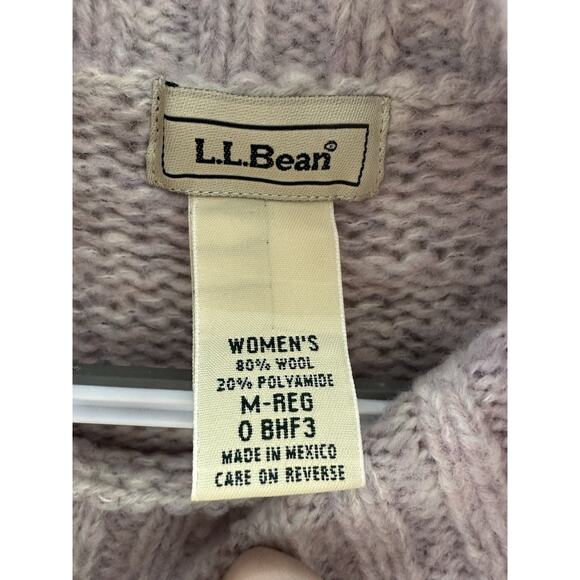 L.L.Bean®
WOMEN'S
80% WOOL
20% POLYAMIDE
M-REG
0 BHF3
MADE IN MEXICO
CARE ON REVERSE